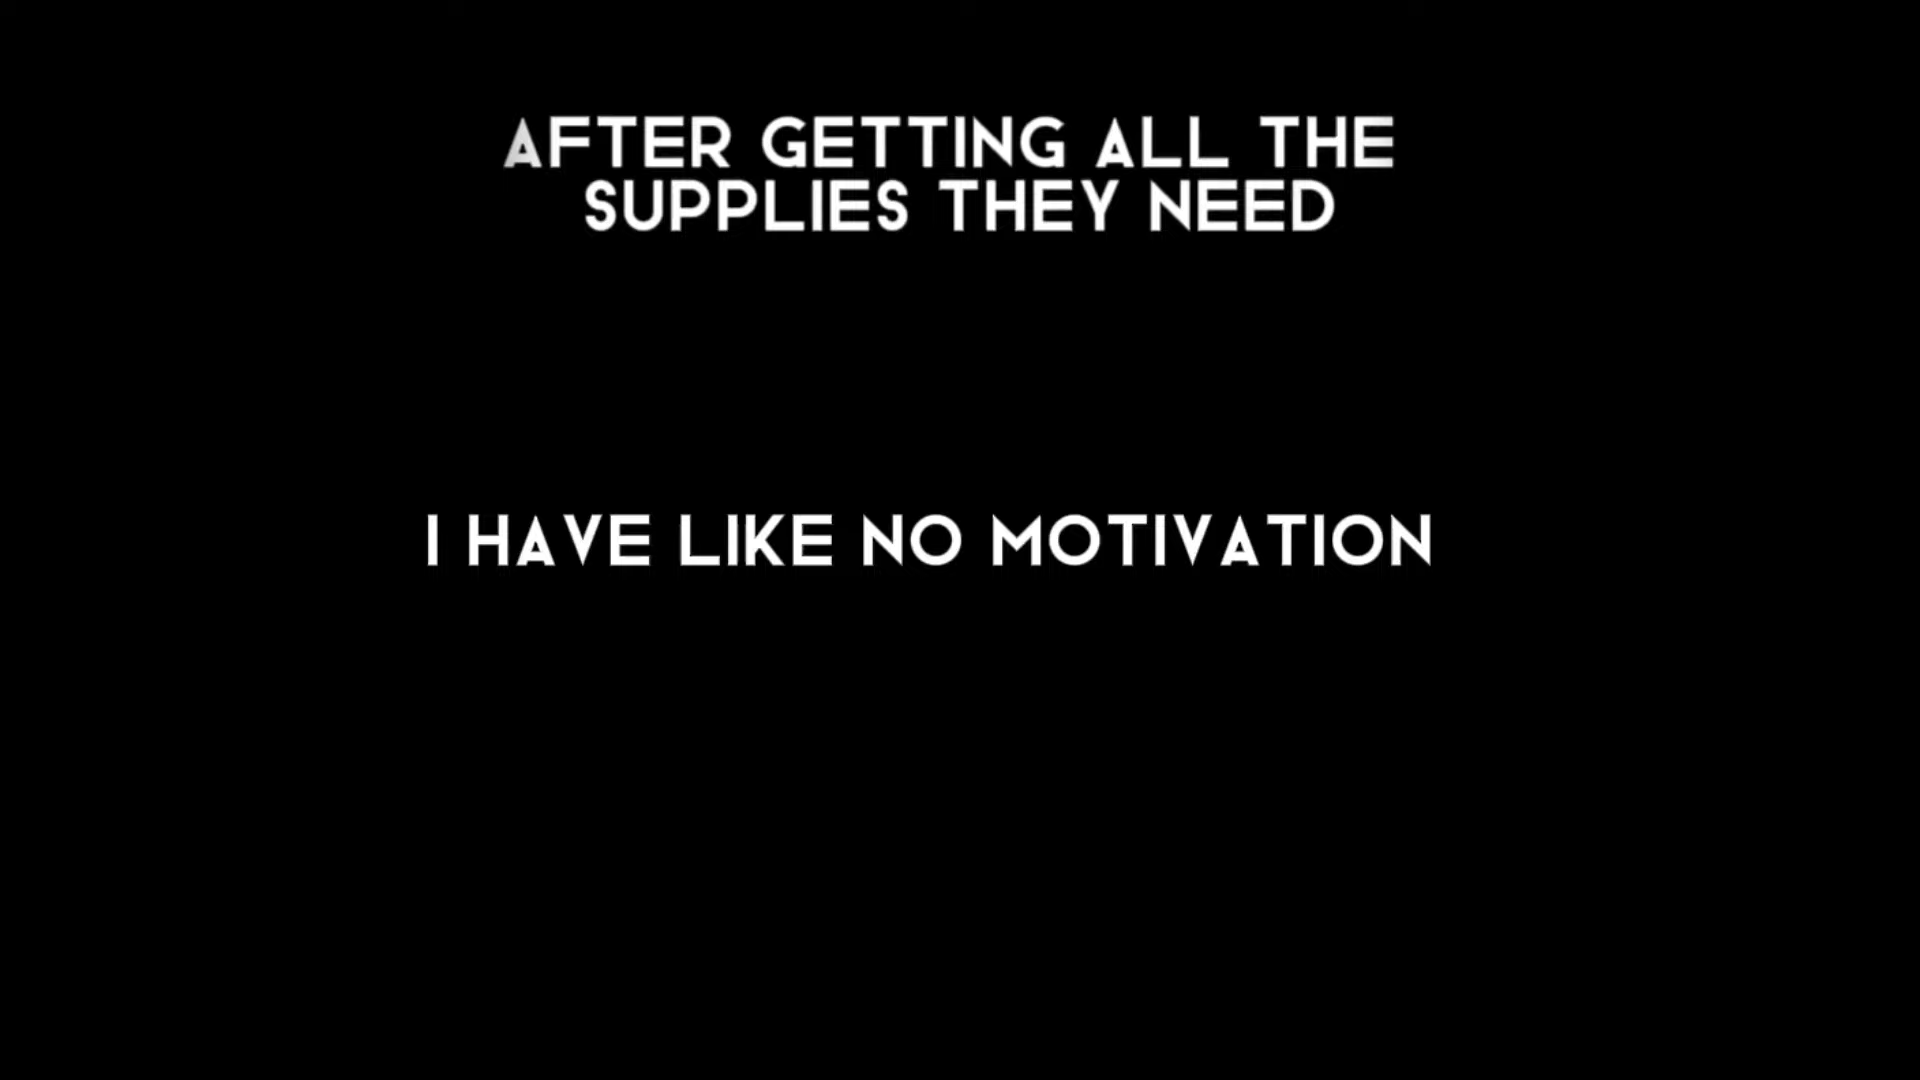 AFTER GETTING ALL THE
SUPPLIES THEY NEED
I HAVE LIKE NO MOTIVATION